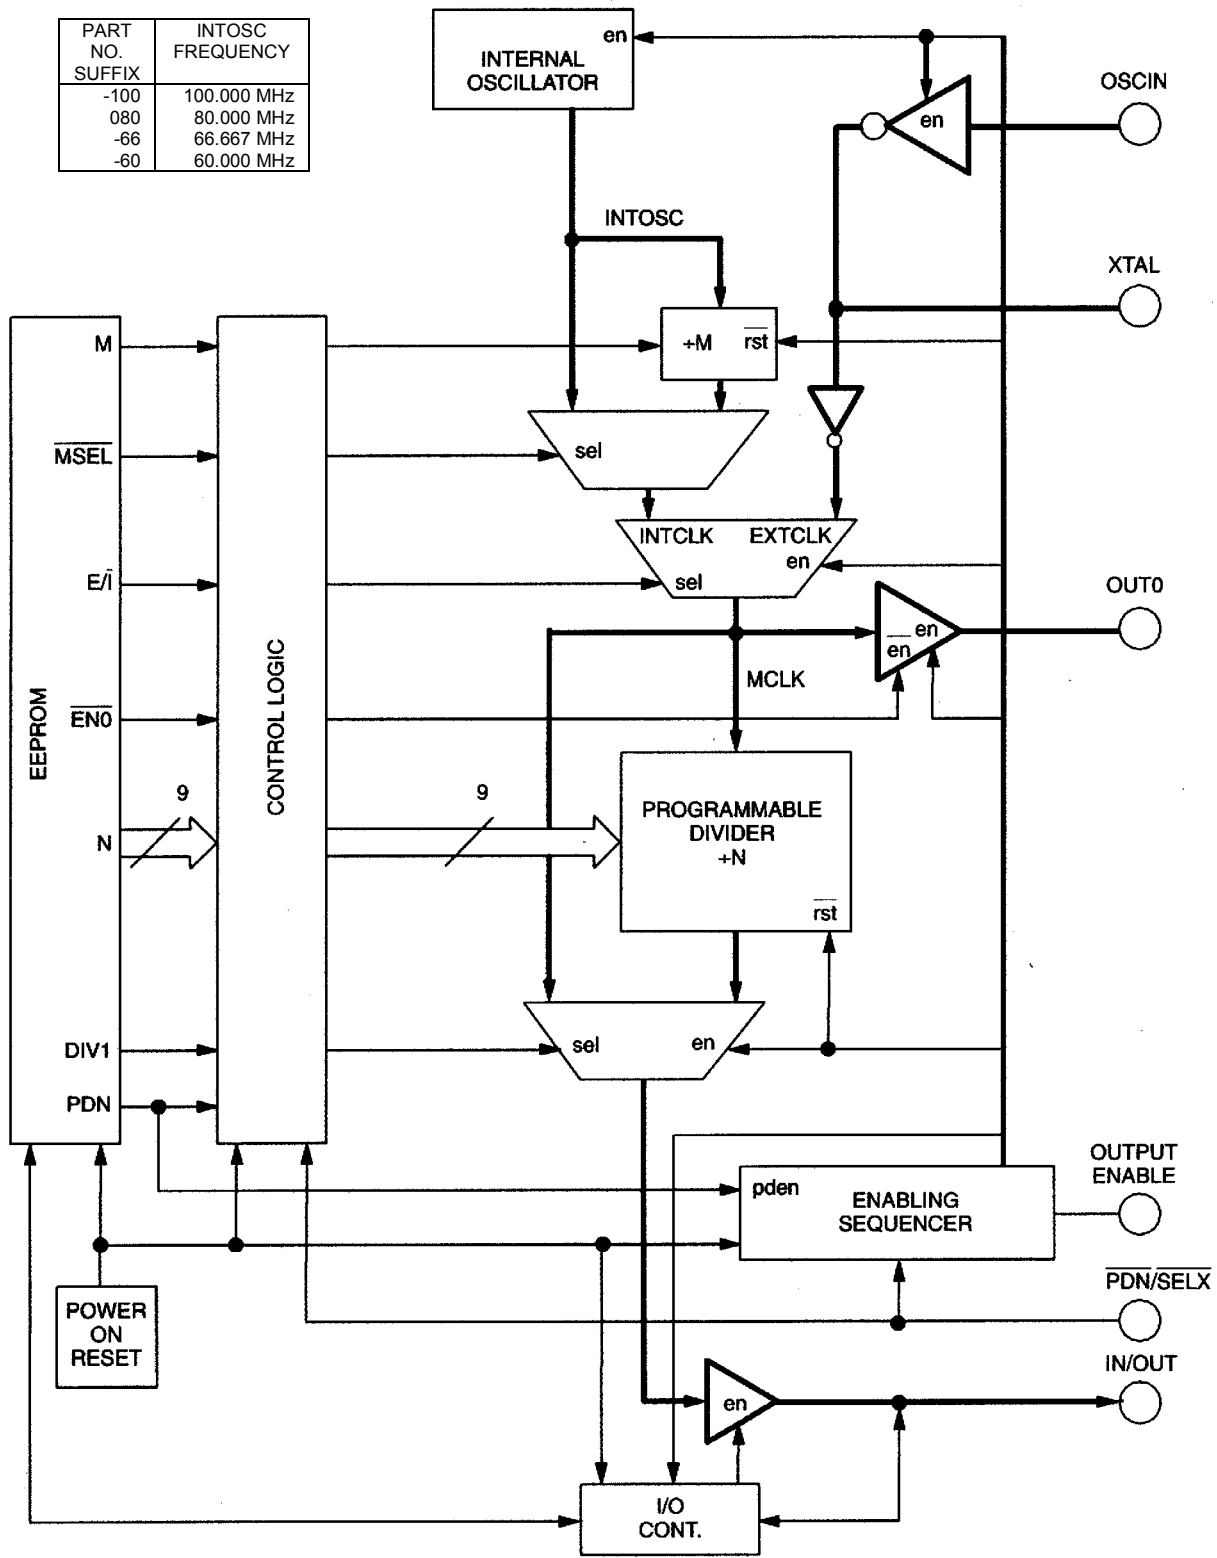 PART NO. SUFFIX | INTOSC FREQUENCY
-100 | 100.000 MHz
080 | 80.000 MHz
-66 | 66.667 MHz
-60 | 60.000 MHz
en
INTERNAL
OSCILLATOR
en
OSCIN
INTOSC
XTAL
M
÷M
rst
MSEL
sel
INTCLK
EXTCLK
en
E/I
sel
OUT0
en
en
MCLK
EEPROM
CONTROL LOGIC
EN0
9
9
N
PROGRAMMABLE
DIVIDER
÷N
rst
DIV1
sel
en
PDN
OUTPUT
ENABLE
pden
ENABLING
SEQUENCER
PDN/SELX
POWER
ON
RESET
IN/OUT
en
I/O
CONT.